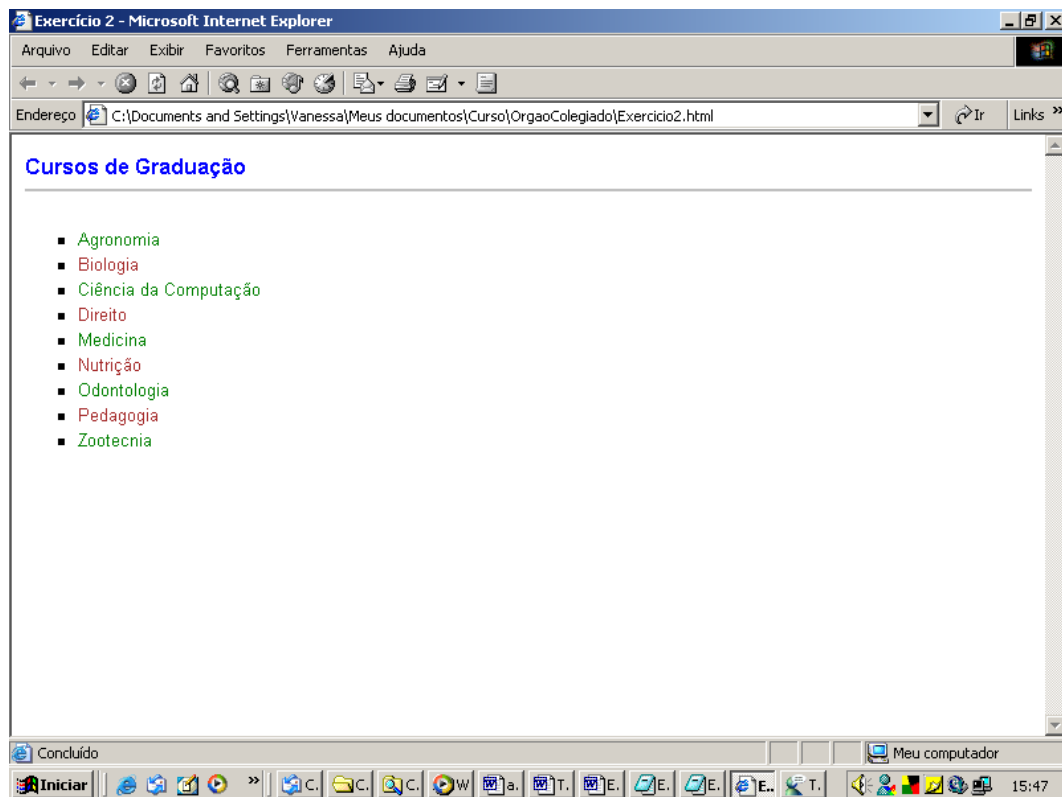 Exercício 2 - Microsoft Internet Explorer
Arquivo Editar Exibir Favoritos Ferramentas Ajuda
Endereço C:\Documents and Settings\Vanessa\Meus documentos\Curso\OrgaoColegiado\Exercicio2.html Ir Links »
Cursos de Graduação
Agronomia
Biologia
Ciência da Computação
Direito
Medicina
Nutrição
Odontologia
Pedagogia
Zootecnia
Concluído Meu computador
Iniciar » C. C. C. W a. T. E. E. E. E.. T. 15:47